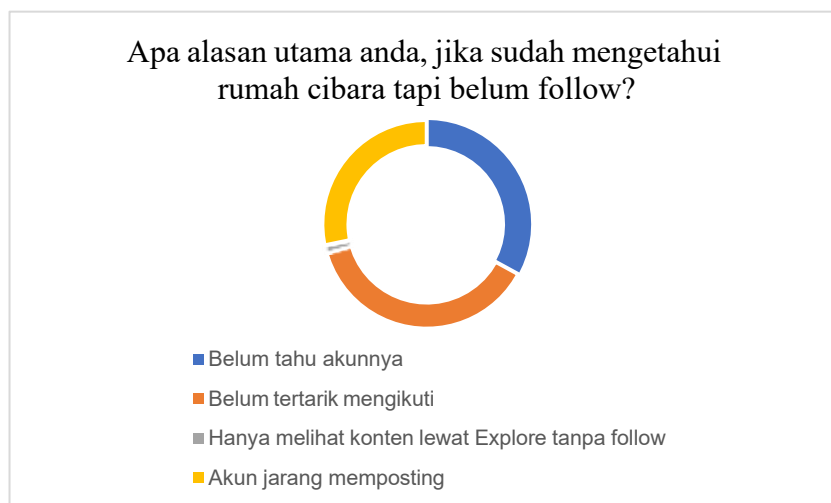 Apa alasan utama anda, jika sudah mengetahui
rumah cibara tapi belum follow?
Belum tahu akunnya
Belum tertarik mengikuti
Hanya melihat konten lewat Explore tanpa follow
Akun jarang memposting